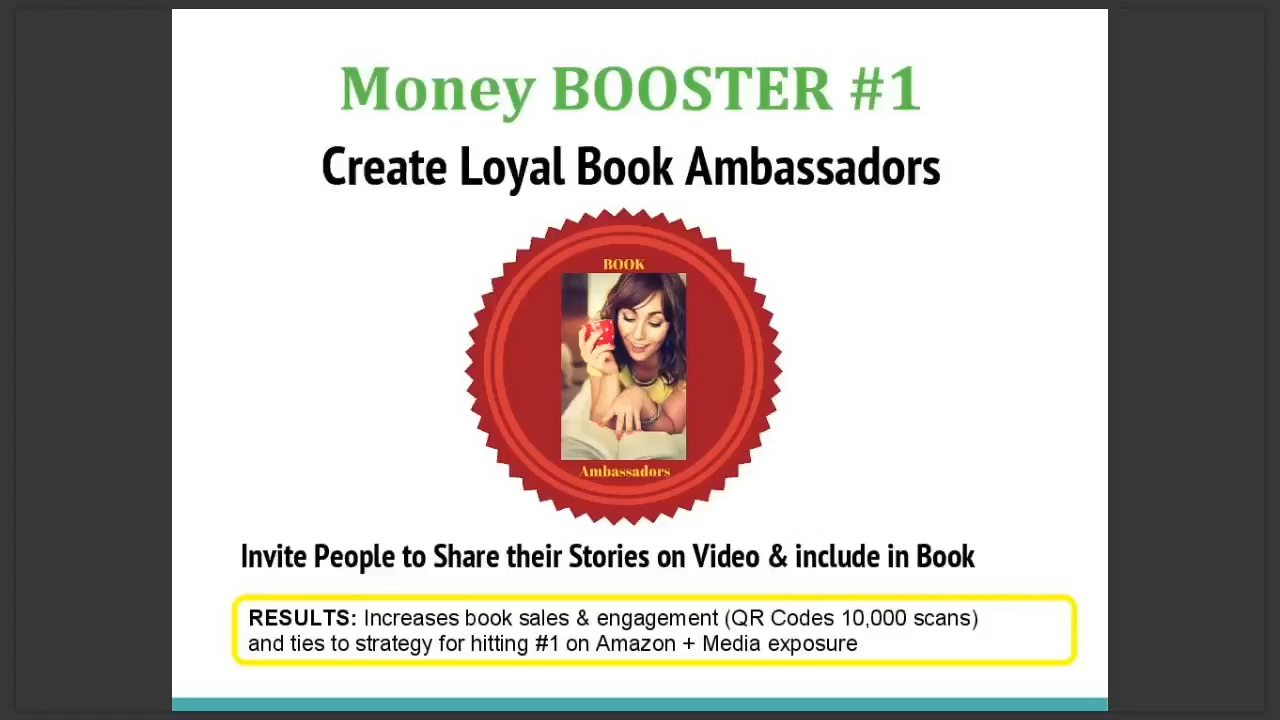 Money BOOSTER #1
Create Loyal Book Ambassadors
BOOK
Ambassadors
Invite People to Share their Stories on Video & include in Book
RESULTS: Increases book sales & engagement (QR Codes 10,000 scans)
and ties to strategy for hitting #1 on Amazon + Media exposure